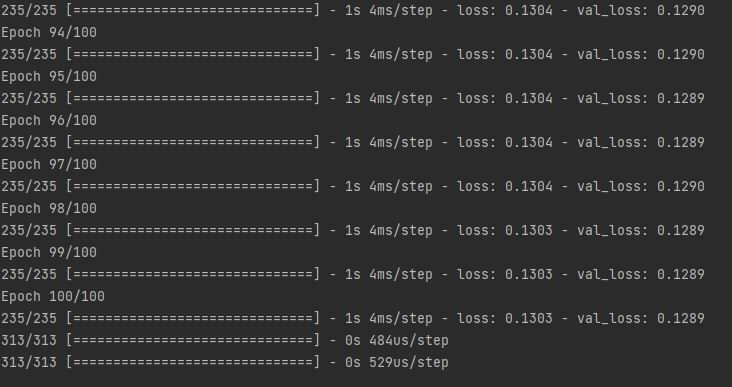 235/235 [==============================] - 1s 4ms/step - loss: 0.1304 - val_loss: 0.1290
Epoch 94/100
235/235 [==============================] - 1s 4ms/step - loss: 0.1304 - val_loss: 0.1290
Epoch 95/100
235/235 [==============================] - 1s 4ms/step - loss: 0.1304 - val_loss: 0.1289
Epoch 96/100
235/235 [==============================] - 1s 4ms/step - loss: 0.1304 - val_loss: 0.1289
Epoch 97/100
235/235 [==============================] - 1s 4ms/step - loss: 0.1304 - val_loss: 0.1290
Epoch 98/100
235/235 [==============================] - 1s 4ms/step - loss: 0.1303 - val_loss: 0.1289
Epoch 99/100
235/235 [==============================] - 1s 4ms/step - loss: 0.1303 - val_loss: 0.1289
Epoch 100/100
235/235 [==============================] - 1s 4ms/step - loss: 0.1303 - val_loss: 0.1289
313/313 [==============================] - 0s 484us/step
313/313 [==============================] - 0s 529us/step